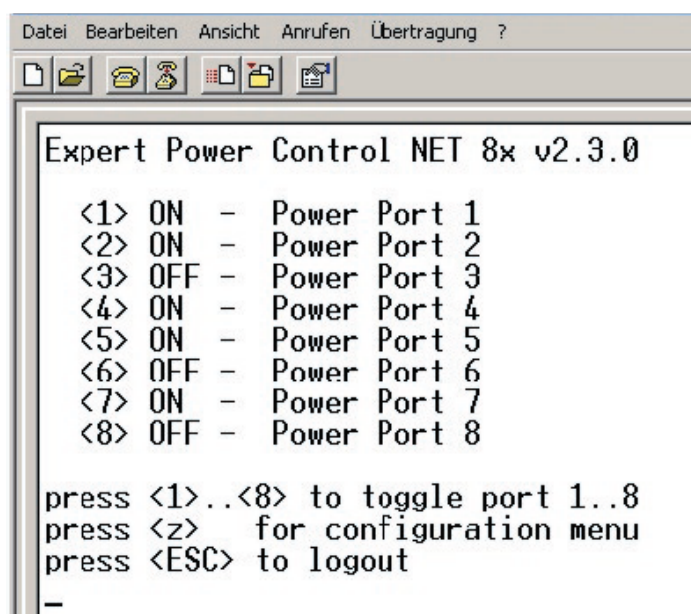 Datei Bearbeiten Ansicht Anrufen Übertragung ?
Expert Power Control NET 8x v2.3.0
<1> ON - Power Port 1
<2> ON - Power Port 2
<3> OFF - Power Port 3
<4> ON - Power Port 4
<5> ON - Power Port 5
<6> OFF - Power Port 6
<7> ON - Power Port 7
<8> OFF - Power Port 8
press <1>..<8> to toggle port 1..8
press <z> for configuration menu
press <ESC> to logout
_